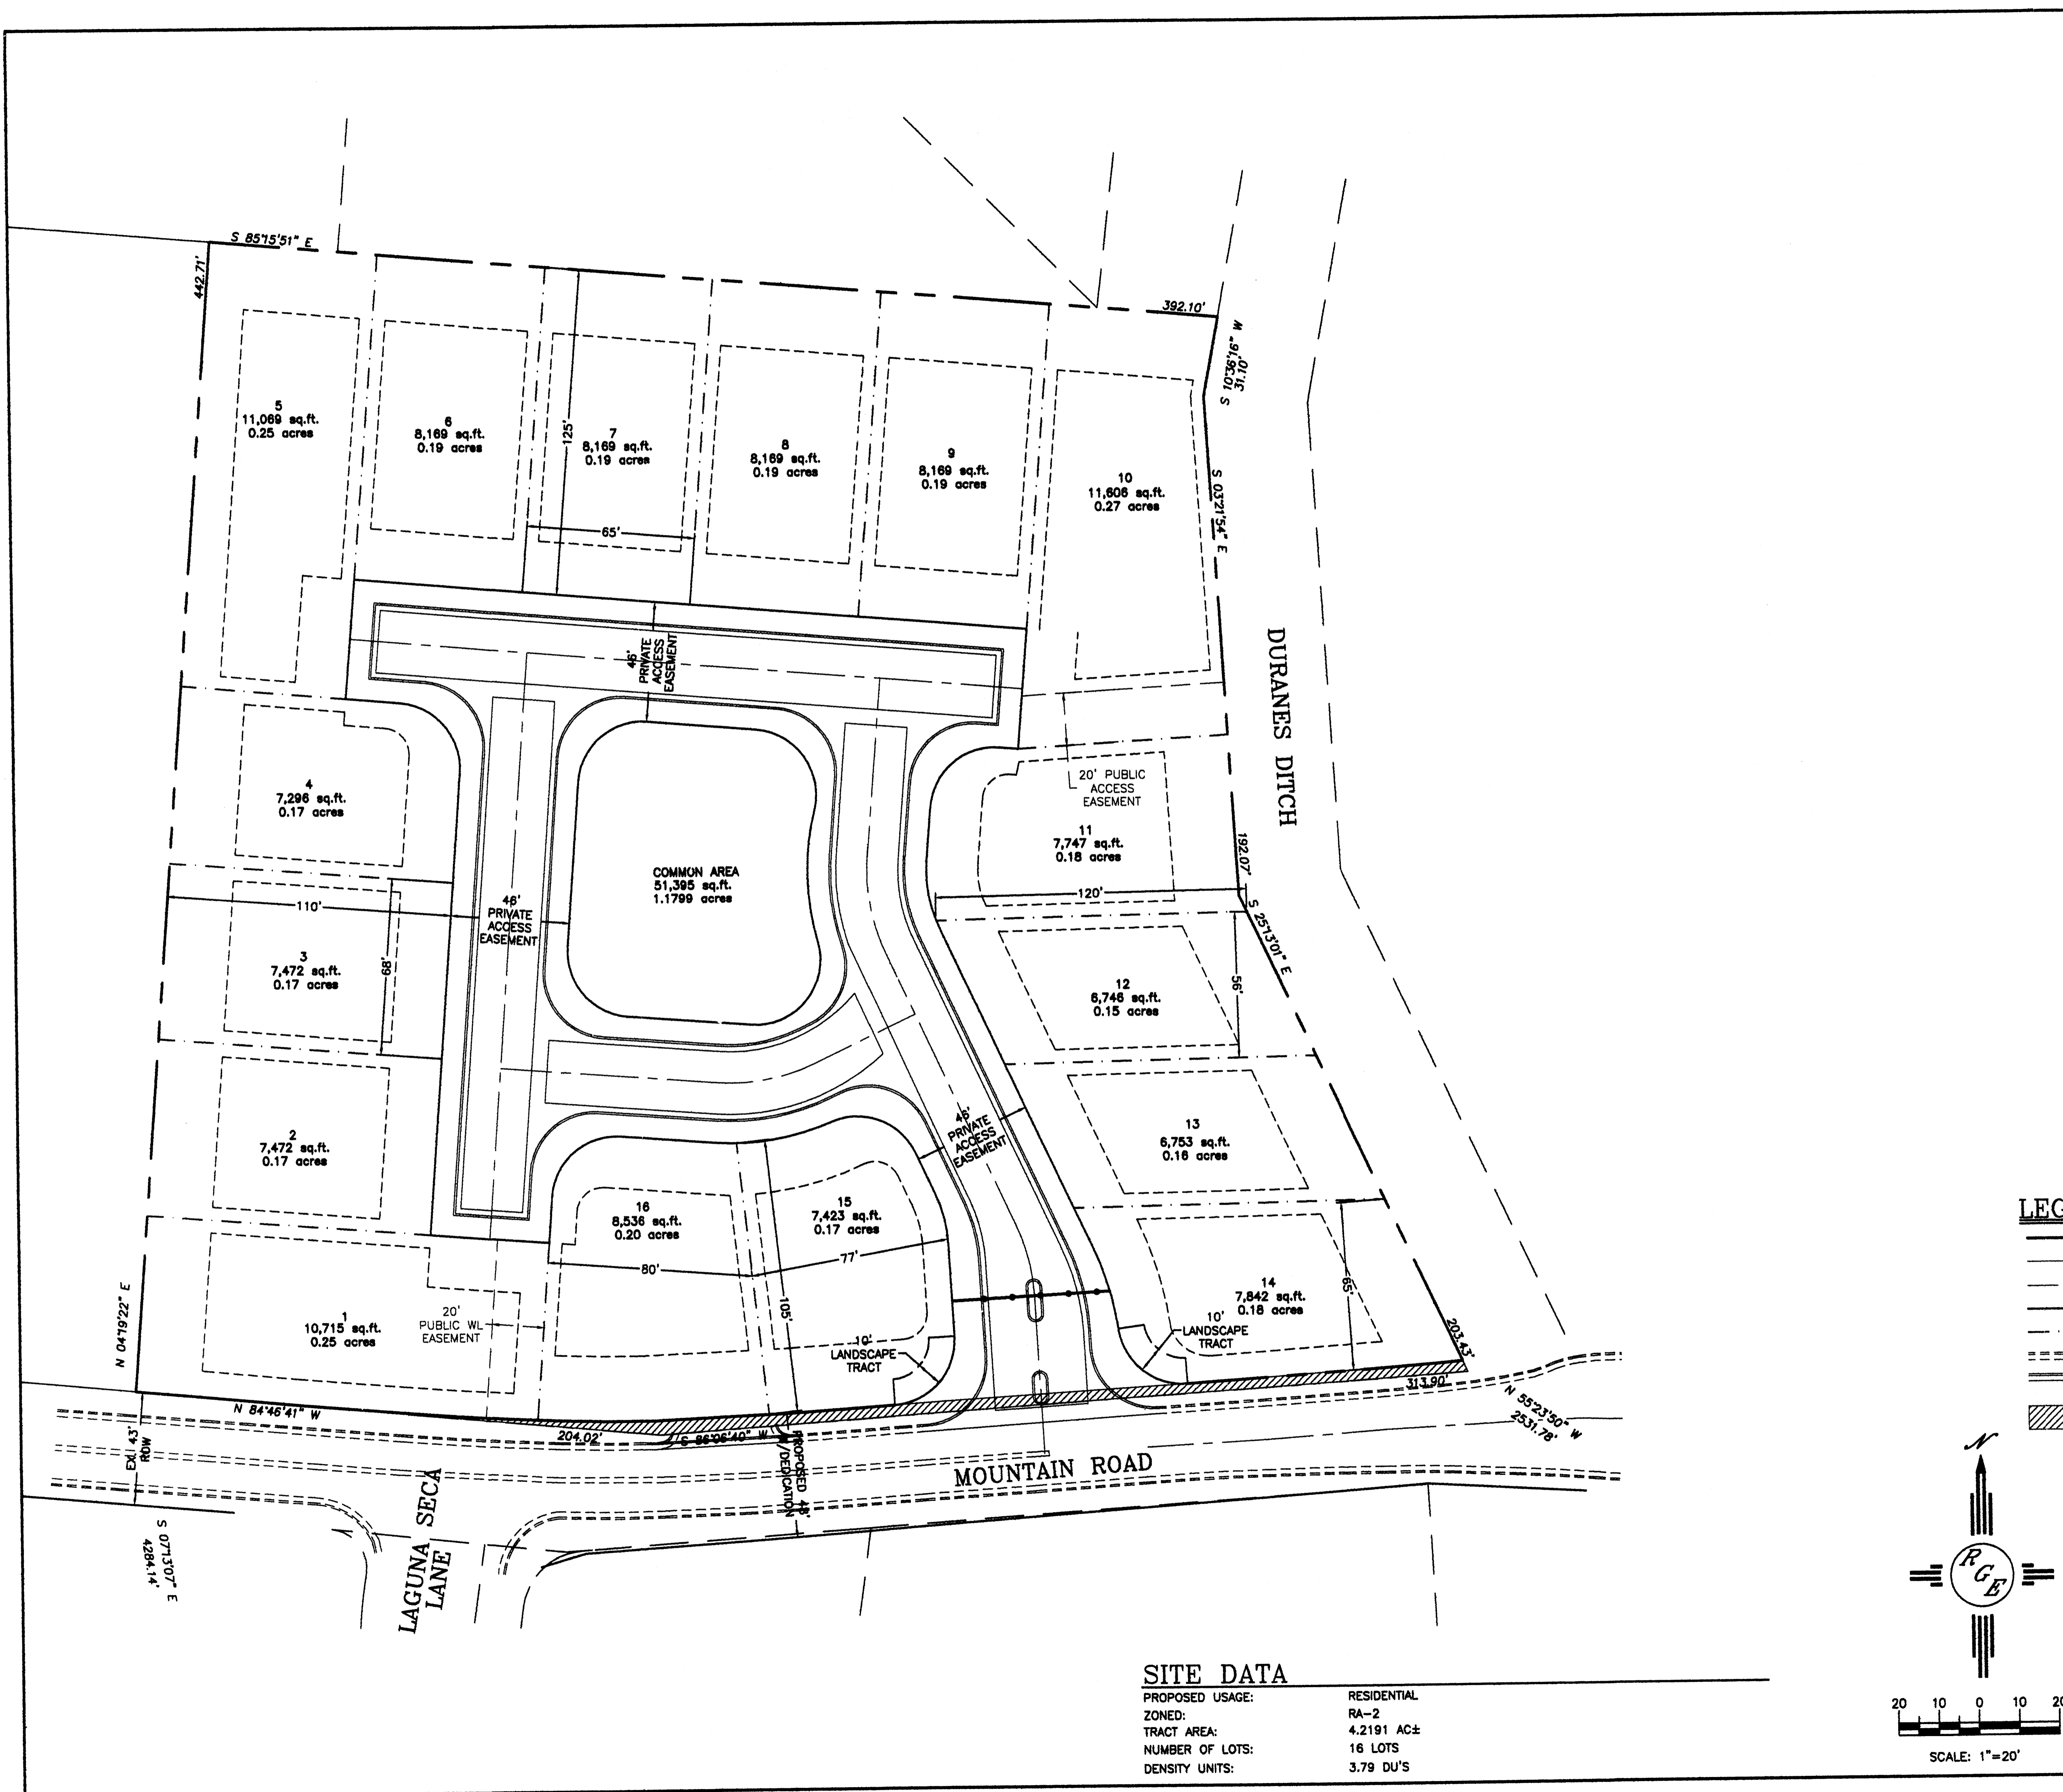 S 85°15'51" E
442.71'
392.10'
S 10°36'16" W
31.10'
5
11,069 sq.ft.
0.25 acres
6
8,169 sq.ft.
0.19 acres
7
8,169 sq.ft.
0.19 acres
8
8,169 sq.ft.
0.19 acres
9
8,169 sq.ft.
0.19 acres
10
11,606 sq.ft.
0.27 acres
125'
65'
S 03°21'54" E
46'
PRIVATE
ACCESS
EASEMENT
DURANES DITCH
4
7,296 sq.ft.
0.17 acres
20' PUBLIC
ACCESS
EASEMENT
11
7,747 sq.ft.
0.18 acres
192.07'
COMMON AREA
51,395 sq.ft.
1.1799 acres
110'
46'
PRIVATE
ACCESS
EASEMENT
120'
S 25°13'01" E
3
7,472 sq.ft.
0.17 acres
68'
12
6,746 sq.ft.
0.15 acres
56'
2
7,472 sq.ft.
0.17 acres
46'
PRIVATE
ACCESS
EASEMENT
13
6,753 sq.ft.
0.16 acres
16
8,536 sq.ft.
0.20 acres
15
7,423 sq.ft.
0.17 acres
80'
77'
105'
65'
14
7,842 sq.ft.
0.18 acres
10'
LANDSCAPE
TRACT
10'
LANDSCAPE
TRACT
1
10,715 sq.ft.
0.25 acres
20'
PUBLIC WL
EASEMENT
N 04°19'22" E
203.43'
313.90'
N 84°46'41" W
204.02'
S 86°06'40" W
N 55°23'50" W
2531.78'
EX. 43'
ROW
PROPOSED 48'
W/DEDICATION
MOUNTAIN ROAD
LAGUNA SECA
LANE
S 07°13'07" E
4284.14'
LEG
N
RGE
20 10 0 10 20
SCALE: 1"=20'
SITE DATA
PROPOSED USAGE: RESIDENTIAL
ZONED: RA-2
TRACT AREA: 4.2191 AC±
NUMBER OF LOTS: 16 LOTS
DENSITY UNITS: 3.79 DU'S